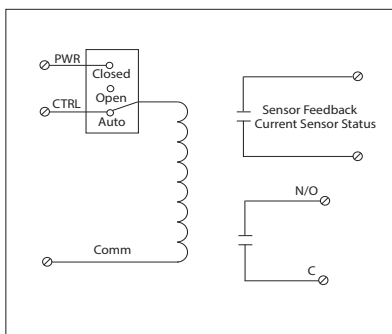 PWR
Closed
Open
CTRL
Auto
Sensor Feedback
Current Sensor Status
N/O
Comm
C